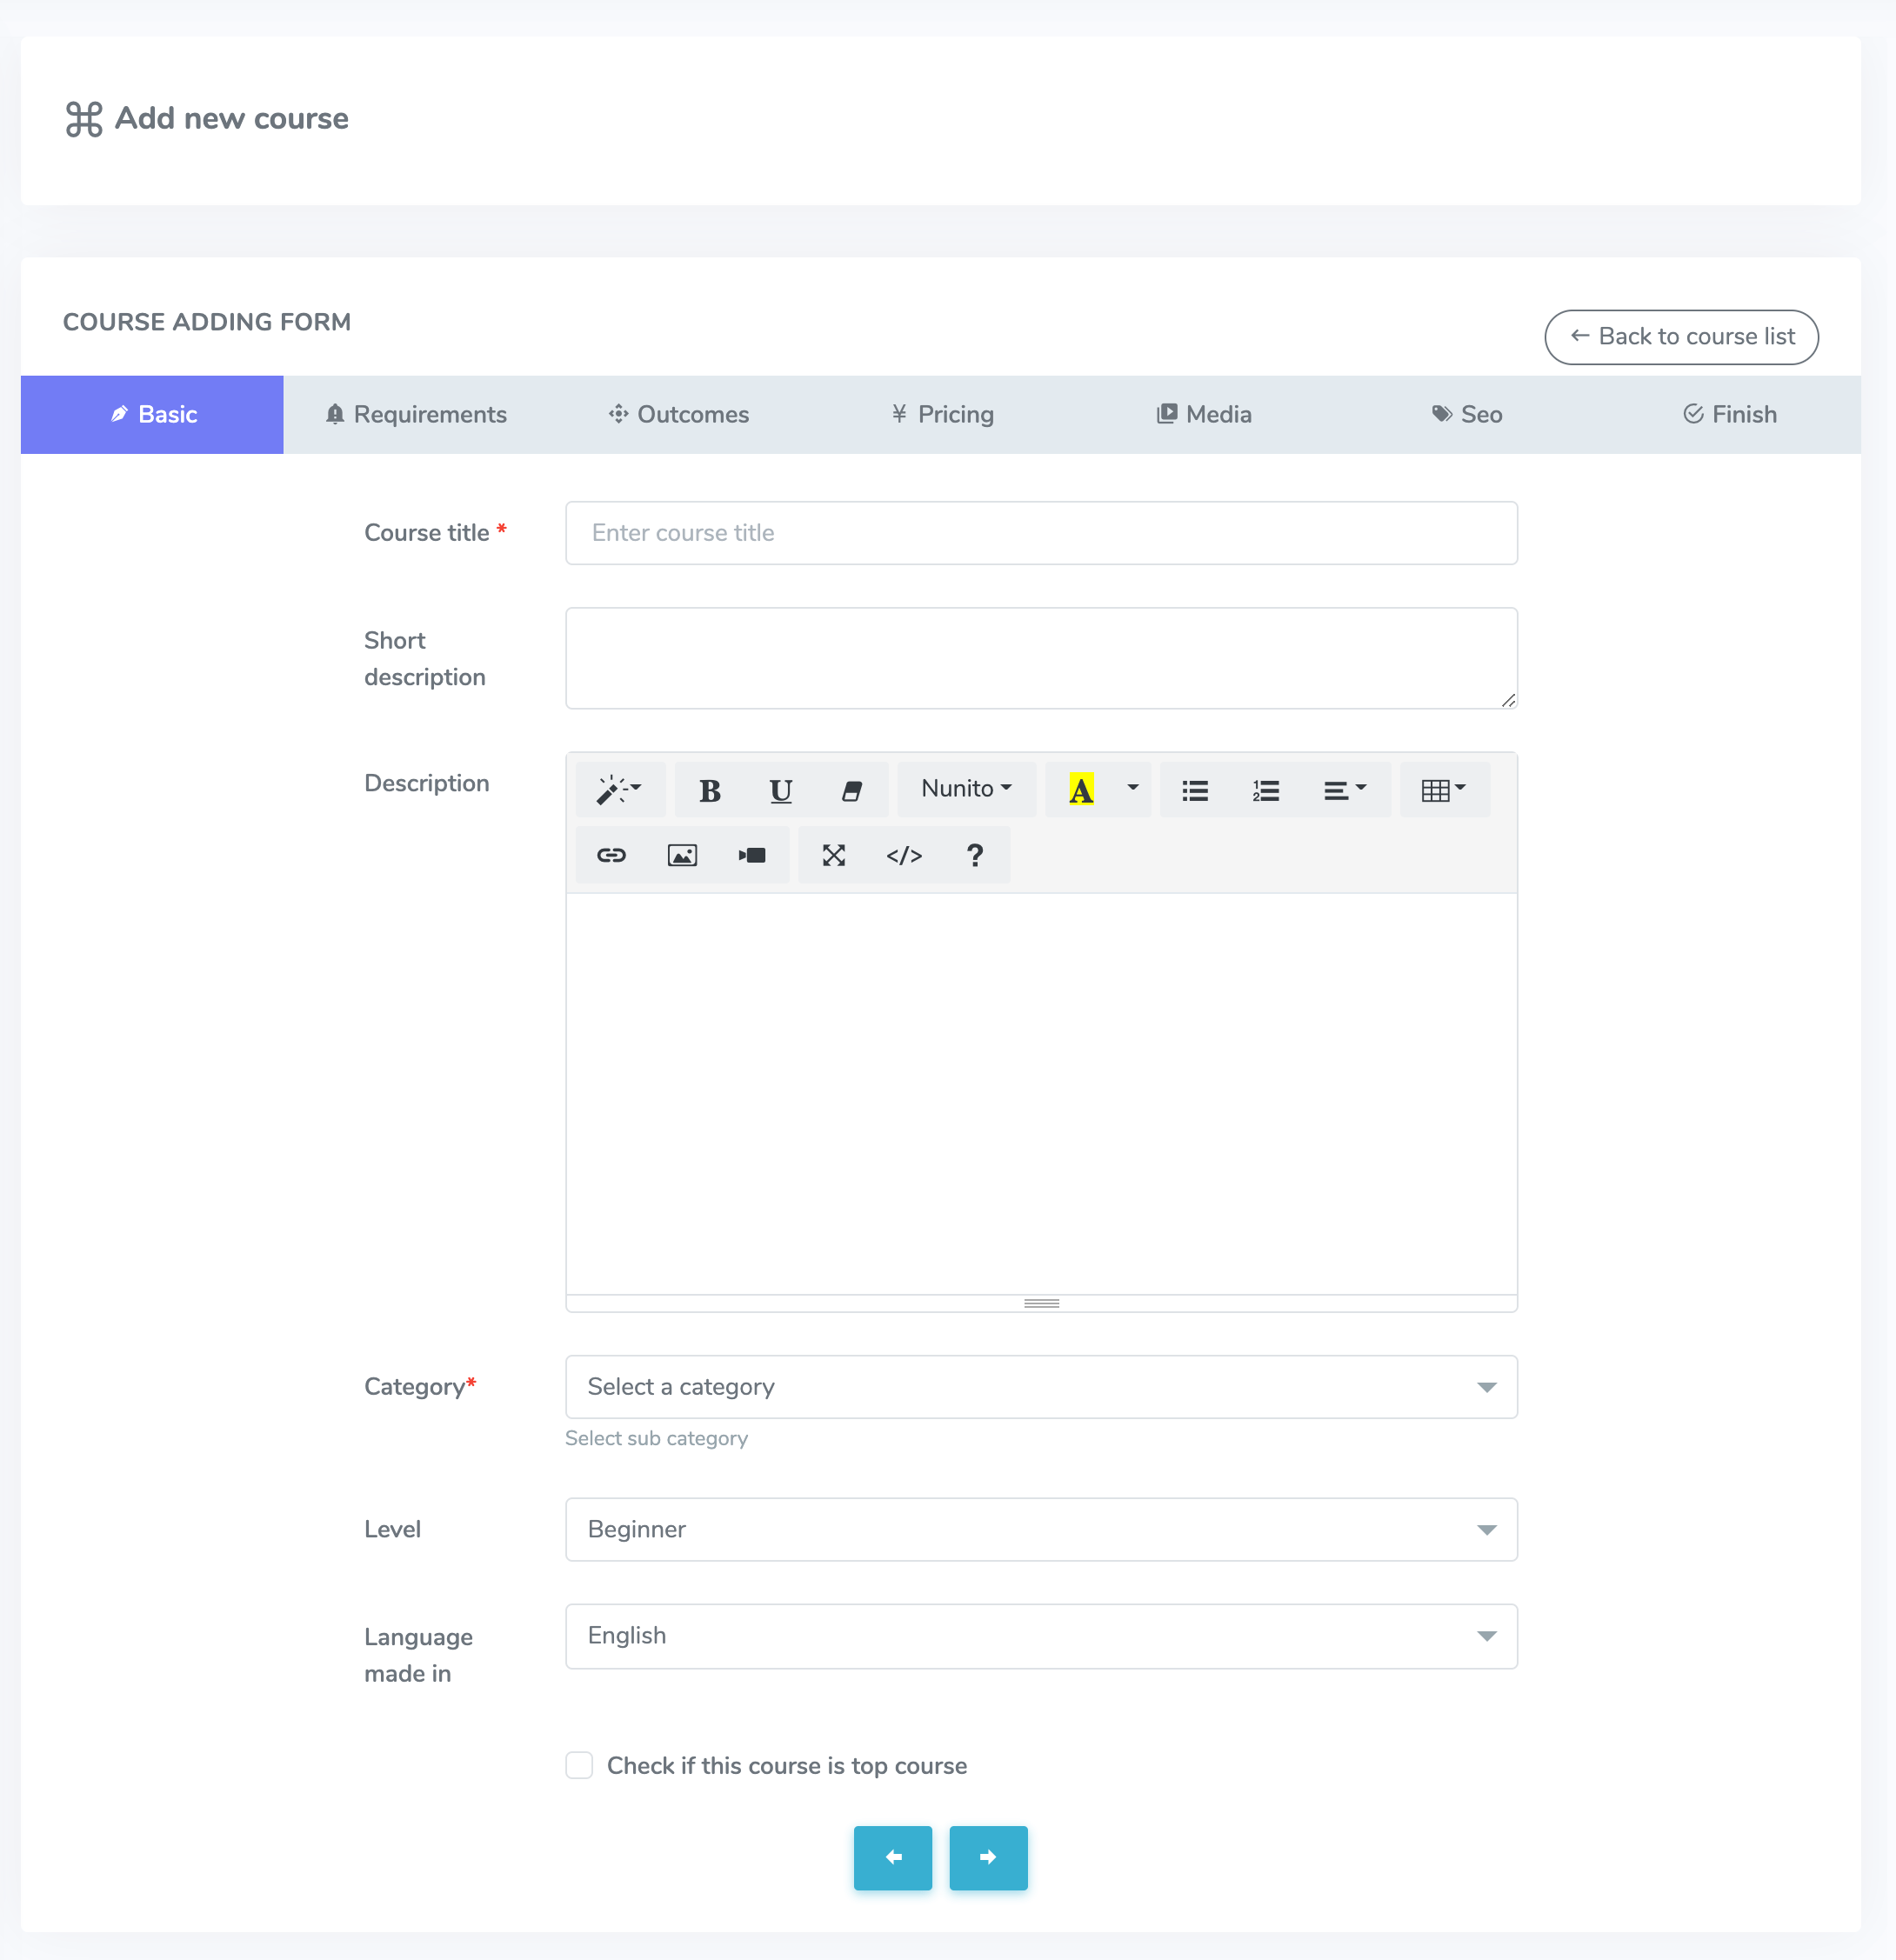 ⌘ Add new course
COURSE ADDING FORM
← Back to course list
Basic
Requirements
Outcomes
¥ Pricing
Media
Seo
Finish
Course title *
Enter course title
Short
description
Description
B
U
Nunito
A
</>
?
Category*
Select a category
Select sub category
Level
Beginner
Language
made in
English
Check if this course is top course